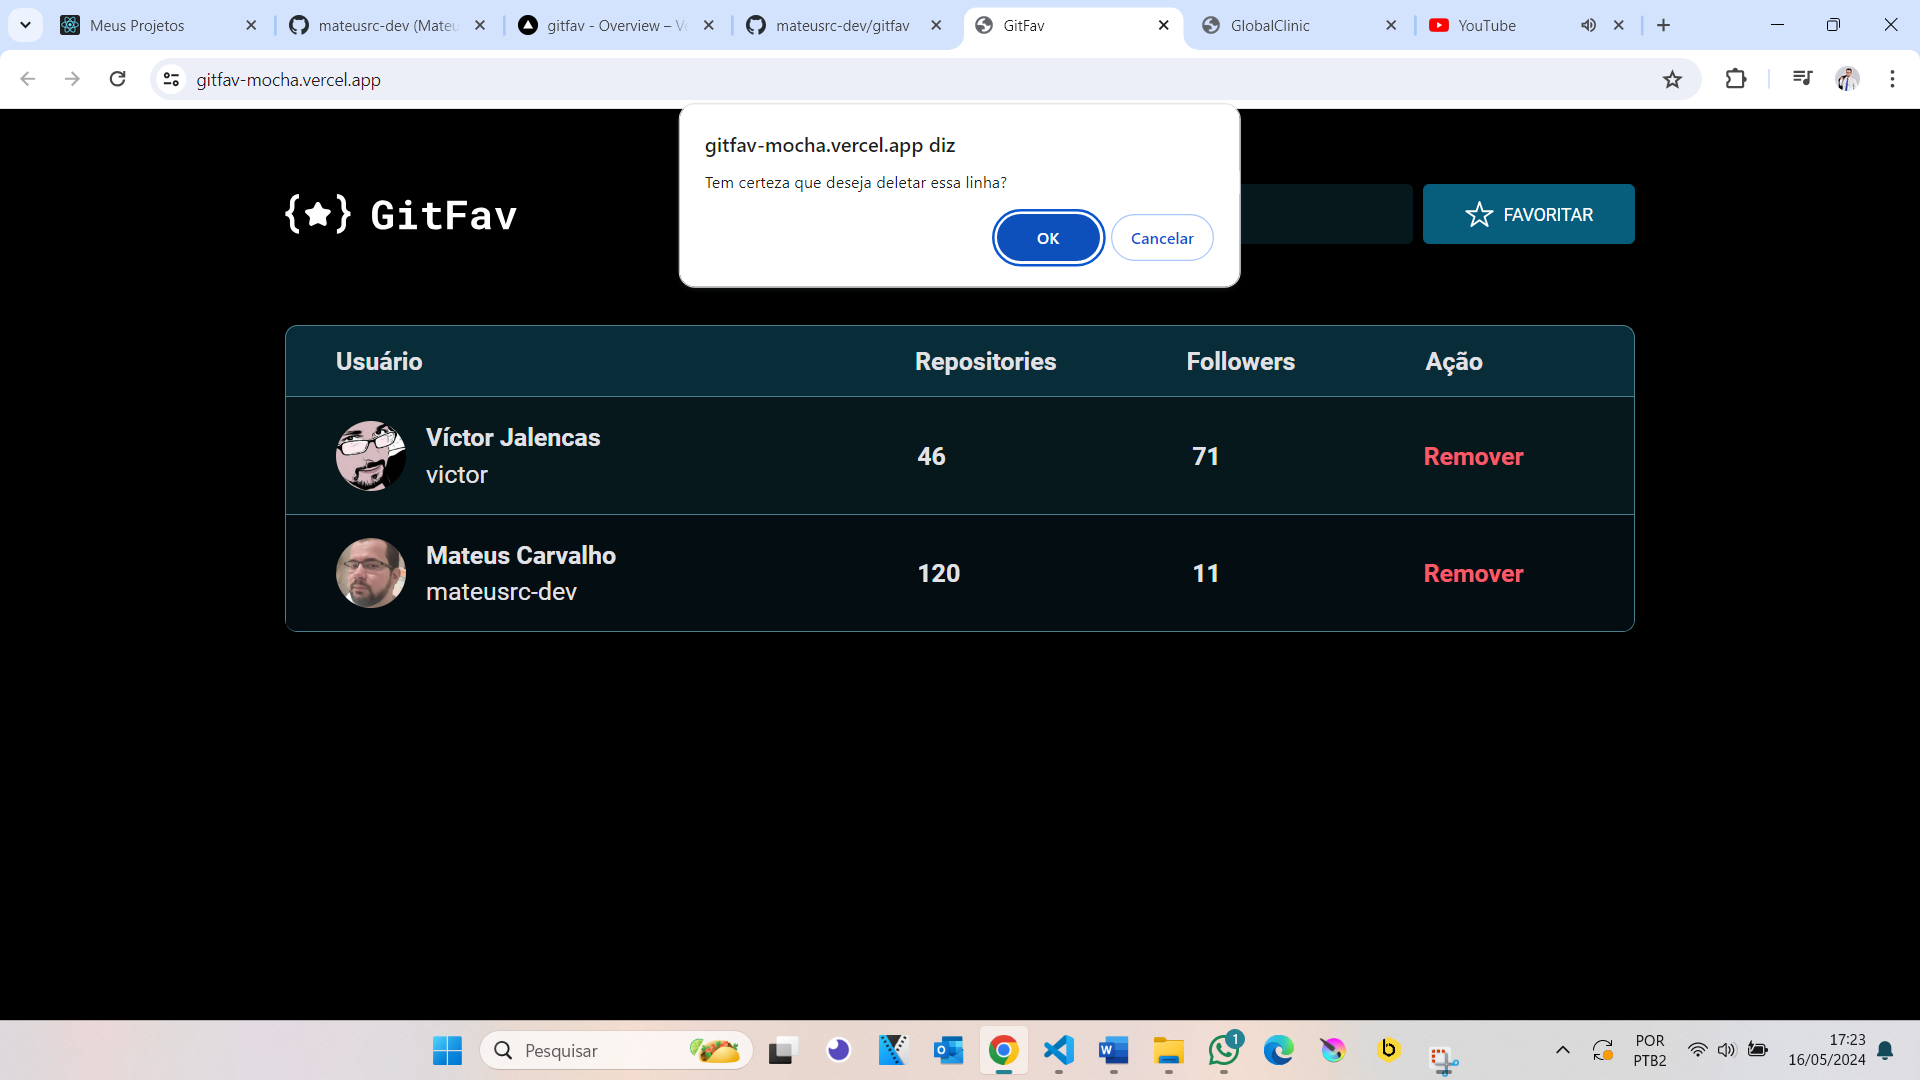 Meus Projetos
mateusrc-dev (Mateu
gitfav - Overview – Ve
mateusrc-dev/gitfav
GitFav
GlobalClinic
YouTube
gitfav-mocha.vercel.app
gitfav-mocha.vercel.app diz
Tem certeza que deseja deletar essa linha?
OK
Cancelar
{★} GitFav
FAVORITAR
Usuário
Repositories
Followers
Ação
Víctor Jalencas
victor
46
71
Remover
Mateus Carvalho
mateusrc-dev
120
11
Remover
Pesquisar
1
POR
PTB2
17:23
16/05/2024